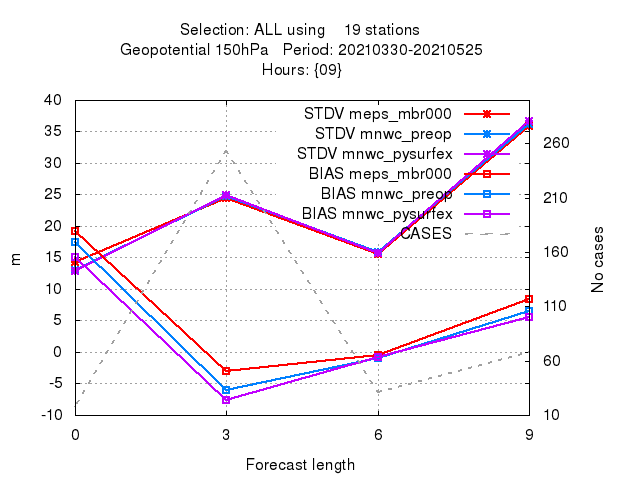 Selection: ALL using 19 stations
Geopotential 150hPa Period: 20210330-20210525
Hours: {09}
STDV meps_mbr000
STDV mnwc_preop
STDV mnwc_pysurfex
BIAS meps_mbr000
BIAS mnwc_preop
BIAS mnwc_pysurfex
CASES
40
35
30
25
20
15
10
5
0
-5
-10
m
260
210
160
110
60
10
No cases
0 3 6 9
Forecast length